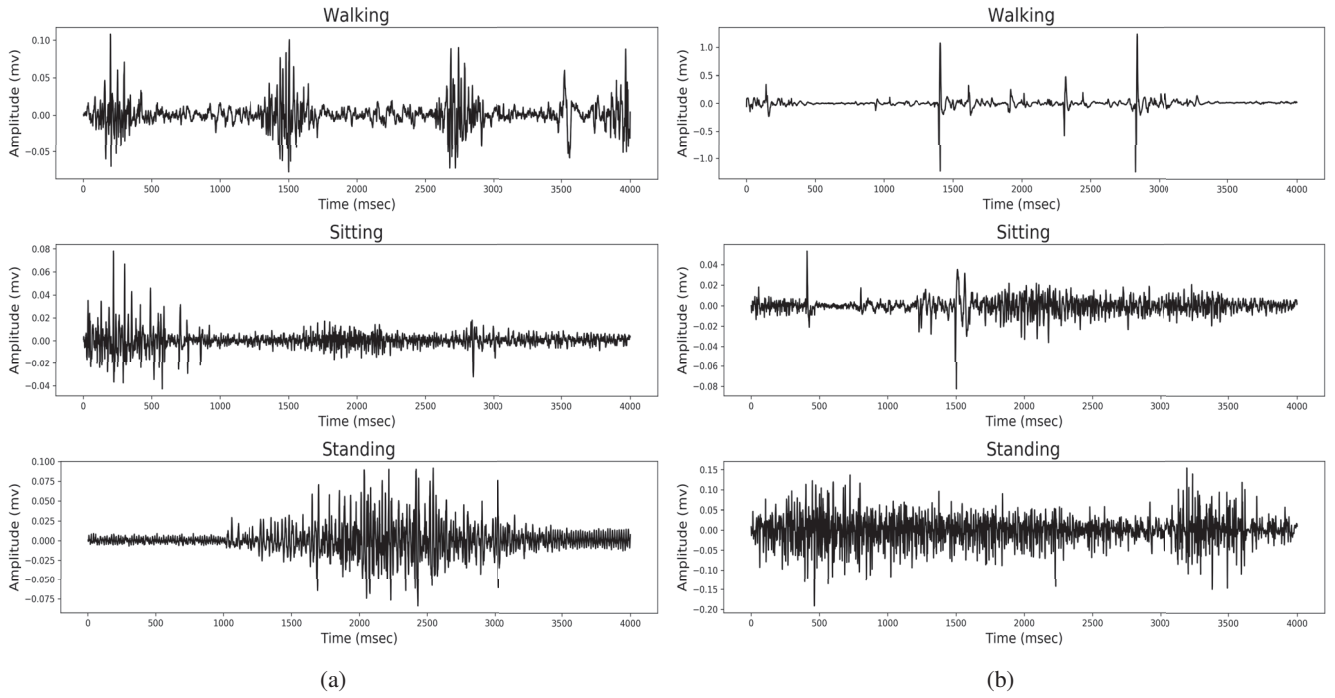 Walking
Amplitude (mv)
0.10
0.05
0.00
−0.05
0 500 1000 1500 2000 2500 3000 3500 4000
Time (msec)
Sitting
Amplitude (mv)
0.08
0.06
0.04
0.02
0.00
−0.02
−0.04
0 500 1000 1500 2000 2500 3000 3500 4000
Time (msec)
Standing
Amplitude (mv)
0.100
0.075
0.050
0.025
0.000
−0.025
−0.050
−0.075
0 500 1000 1500 2000 2500 3000 3500 4000
Time (msec)
(a)
Walking
Amplitude (mv)
1.0
0.5
0.0
−0.5
−1.0
0 500 1000 1500 2000 2500 3000 3500 4000
Time (msec)
Sitting
Amplitude (mv)
0.04
0.02
0.00
−0.02
−0.04
−0.06
−0.08
0 500 1000 1500 2000 2500 3000 3500 4000
Time (msec)
Standing
Amplitude (mv)
0.15
0.10
0.05
0.00
−0.05
−0.10
−0.15
−0.20
0 500 1000 1500 2000 2500 3000 3500 4000
Time (msec)
(b)